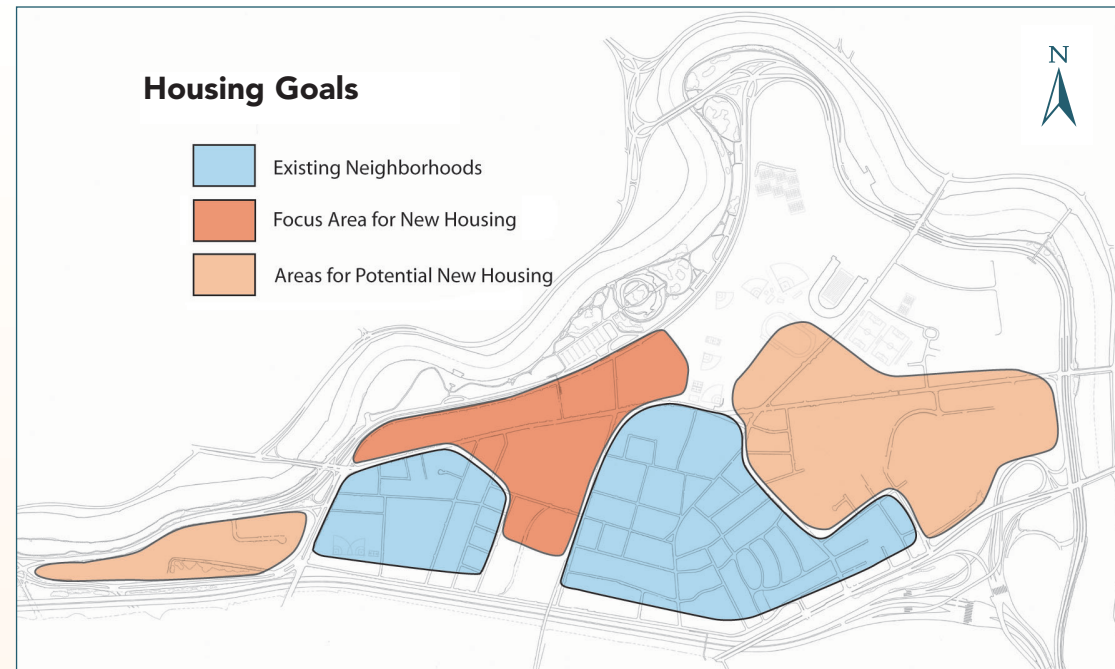 Housing Goals
N
Existing Neighborhoods
Focus Area for New Housing
Areas for Potential New Housing